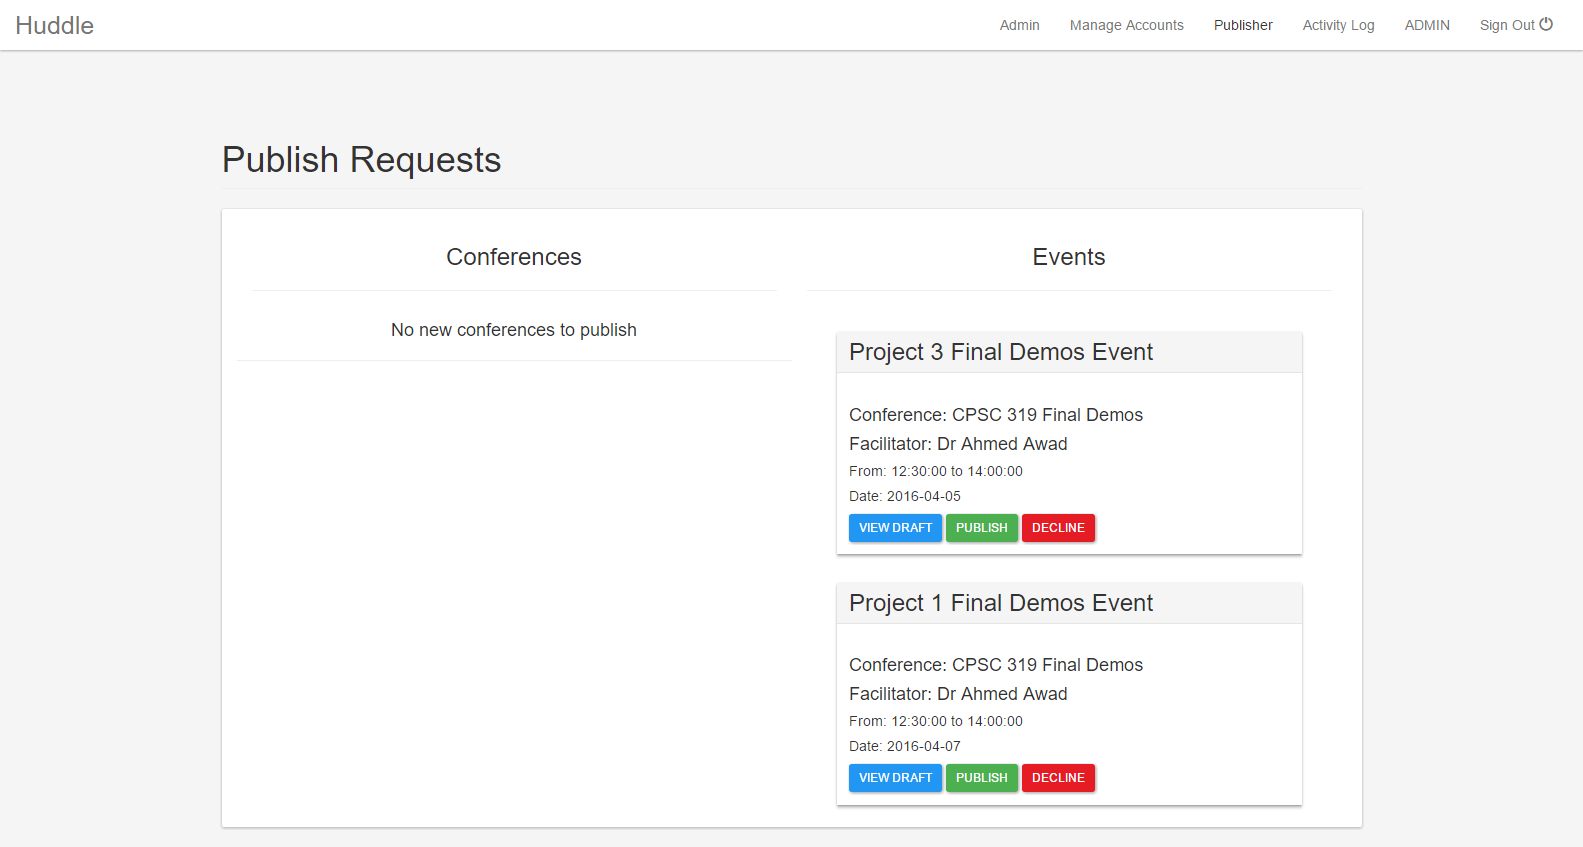 Huddle
Admin Manage Accounts Publisher Activity Log ADMIN Sign Out
Publish Requests
Conferences
No new conferences to publish
Events
Project 3 Final Demos Event
Conference: CPSC 319 Final Demos
Facilitator: Dr Ahmed Awad
From: 12:30:00 to 14:00:00
Date: 2016-04-05
VIEW DRAFT PUBLISH DECLINE
Project 1 Final Demos Event
Conference: CPSC 319 Final Demos
Facilitator: Dr Ahmed Awad
From: 12:30:00 to 14:00:00
Date: 2016-04-07
VIEW DRAFT PUBLISH DECLINE